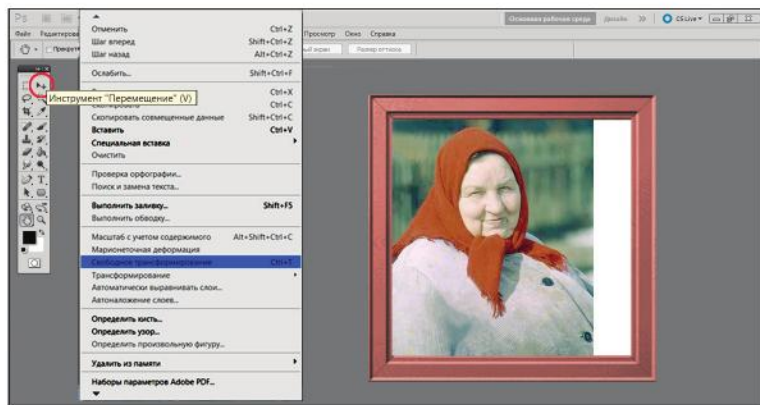 Ps
Основная рабочая среда
Дизайн
CS Live
Файл
Просмотр Окно Справка
Размер оттиска
Отменить Ctrl+Z
Шаг вперед Shift+Ctrl+Z
Шаг назад Alt+Ctrl+Z
Ослабить... Shift+Ctrl+F
Ctrl+X
Инструмент "Перемещение" (V)
Скопировать Ctrl+C
Скопировать совмещенные данные Shift+Ctrl+C
Вставить Ctrl+V
Специальная вставка
Очистить
Проверка орфографии...
Поиск и замена текста...
Выполнить заливку... Shift+F5
Выполнить обводку...
Масштаб с учетом содержимого Alt+Shift+Ctrl+C
Марионеточная деформация
Свободное трансформирование Ctrl+T
Трансформирование
Автоматически выравнивать слои...
Автоналожение слоев...
Определить кисть...
Определить узор...
Определить произвольную фигуру...
Удалить из памяти
Наборы параметров Adobe PDF...